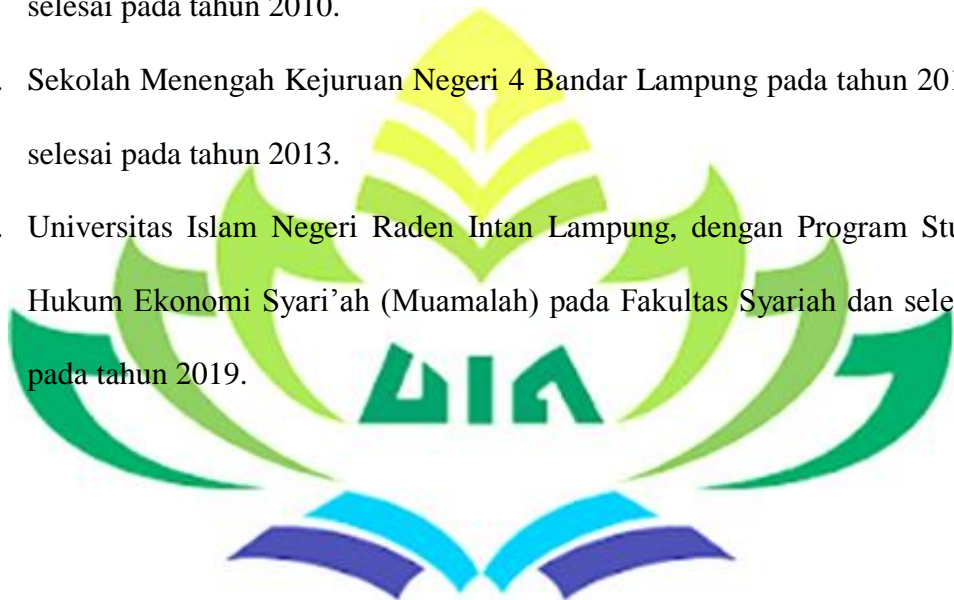 selesai pada tahun 2010.
. Sekolah Menengah Kejuruan Negeri 4 Bandar Lampung pada tahun
selesai pada tahun 2013.
. Universitas Islam Negeri Raden Intan Lampung, dengan Program
Hukum Ekonomi Syari’ah (Muamalah) pada Fakultas Syariah dan
pada tahun 2019.
UIN